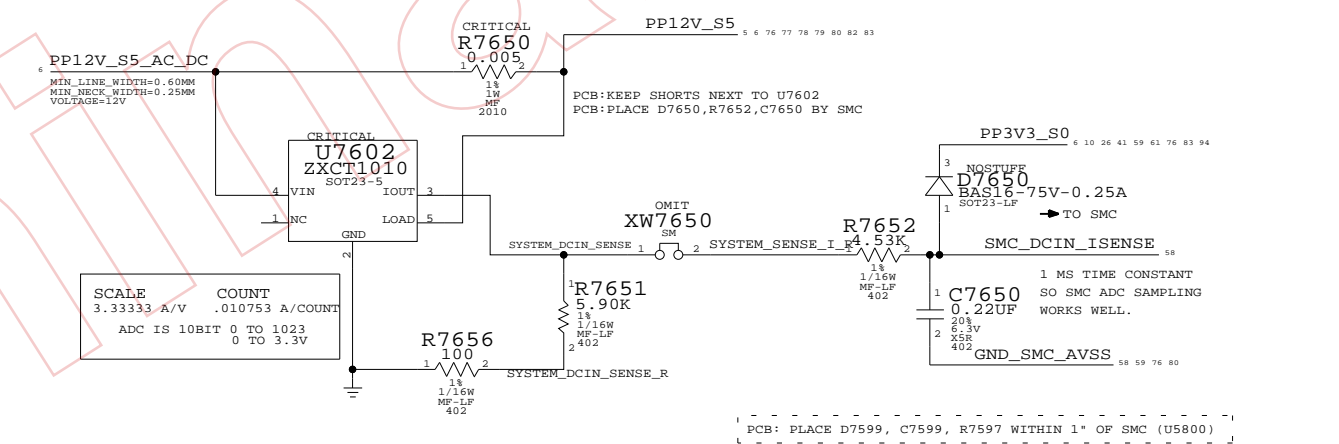 PP12V_S5
5 6 76 77 78 79 80 82 83
CRITICAL
R7650
0.005
1 2
1%
1W
MF
2010
PP12V_S5_AC_DC
6
MIN_LINE_WIDTH=0.60MM
MIN_NECK_WIDTH=0.25MM
VOLTAGE=12V
PCB:KEEP SHORTS NEXT TO U7602
PCB:PLACE D7650,R7652,C7650 BY SMC
CRITICAL
U7602
ZXCT1010
SOT23-5
4 VIN IOUT 3
1 NC LOAD 5
GND
2
PP3V3_S0
6 10 26 41 59 61 76 83 94
3
NOSTUFF
D7650
BAS16-75V-0.25A
SOT23-LF
1
TO SMC
OMIT
XW7650
SM
1 2
SYSTEM_DCIN_SENSE
SYSTEM_SENSE_I_R
R7652
4.53K
1 2
1%
1/16W
MF-LF
402
SMC_DCIN_ISENSE
58
1 MS TIME CONSTANT
SO SMC ADC SAMPLING
WORKS WELL.
1
R7651
5.90K
1%
1/16W
MF-LF
402
2
1
C7650
0.22UF
20%
6.3V
X5R
402
2
GND_SMC_AVSS
58 59 76 80
SCALE COUNT
3.33333 A/V .010753 A/COUNT
ADC IS 10BIT 0 TO 1023
0 TO 3.3V
R7656
100
1 2
1%
1/16W
MF-LF
402
SYSTEM_DCIN_SENSE_R
PCB: PLACE D7599, C7599, R7597 WITHIN 1" OF SMC (U5800)